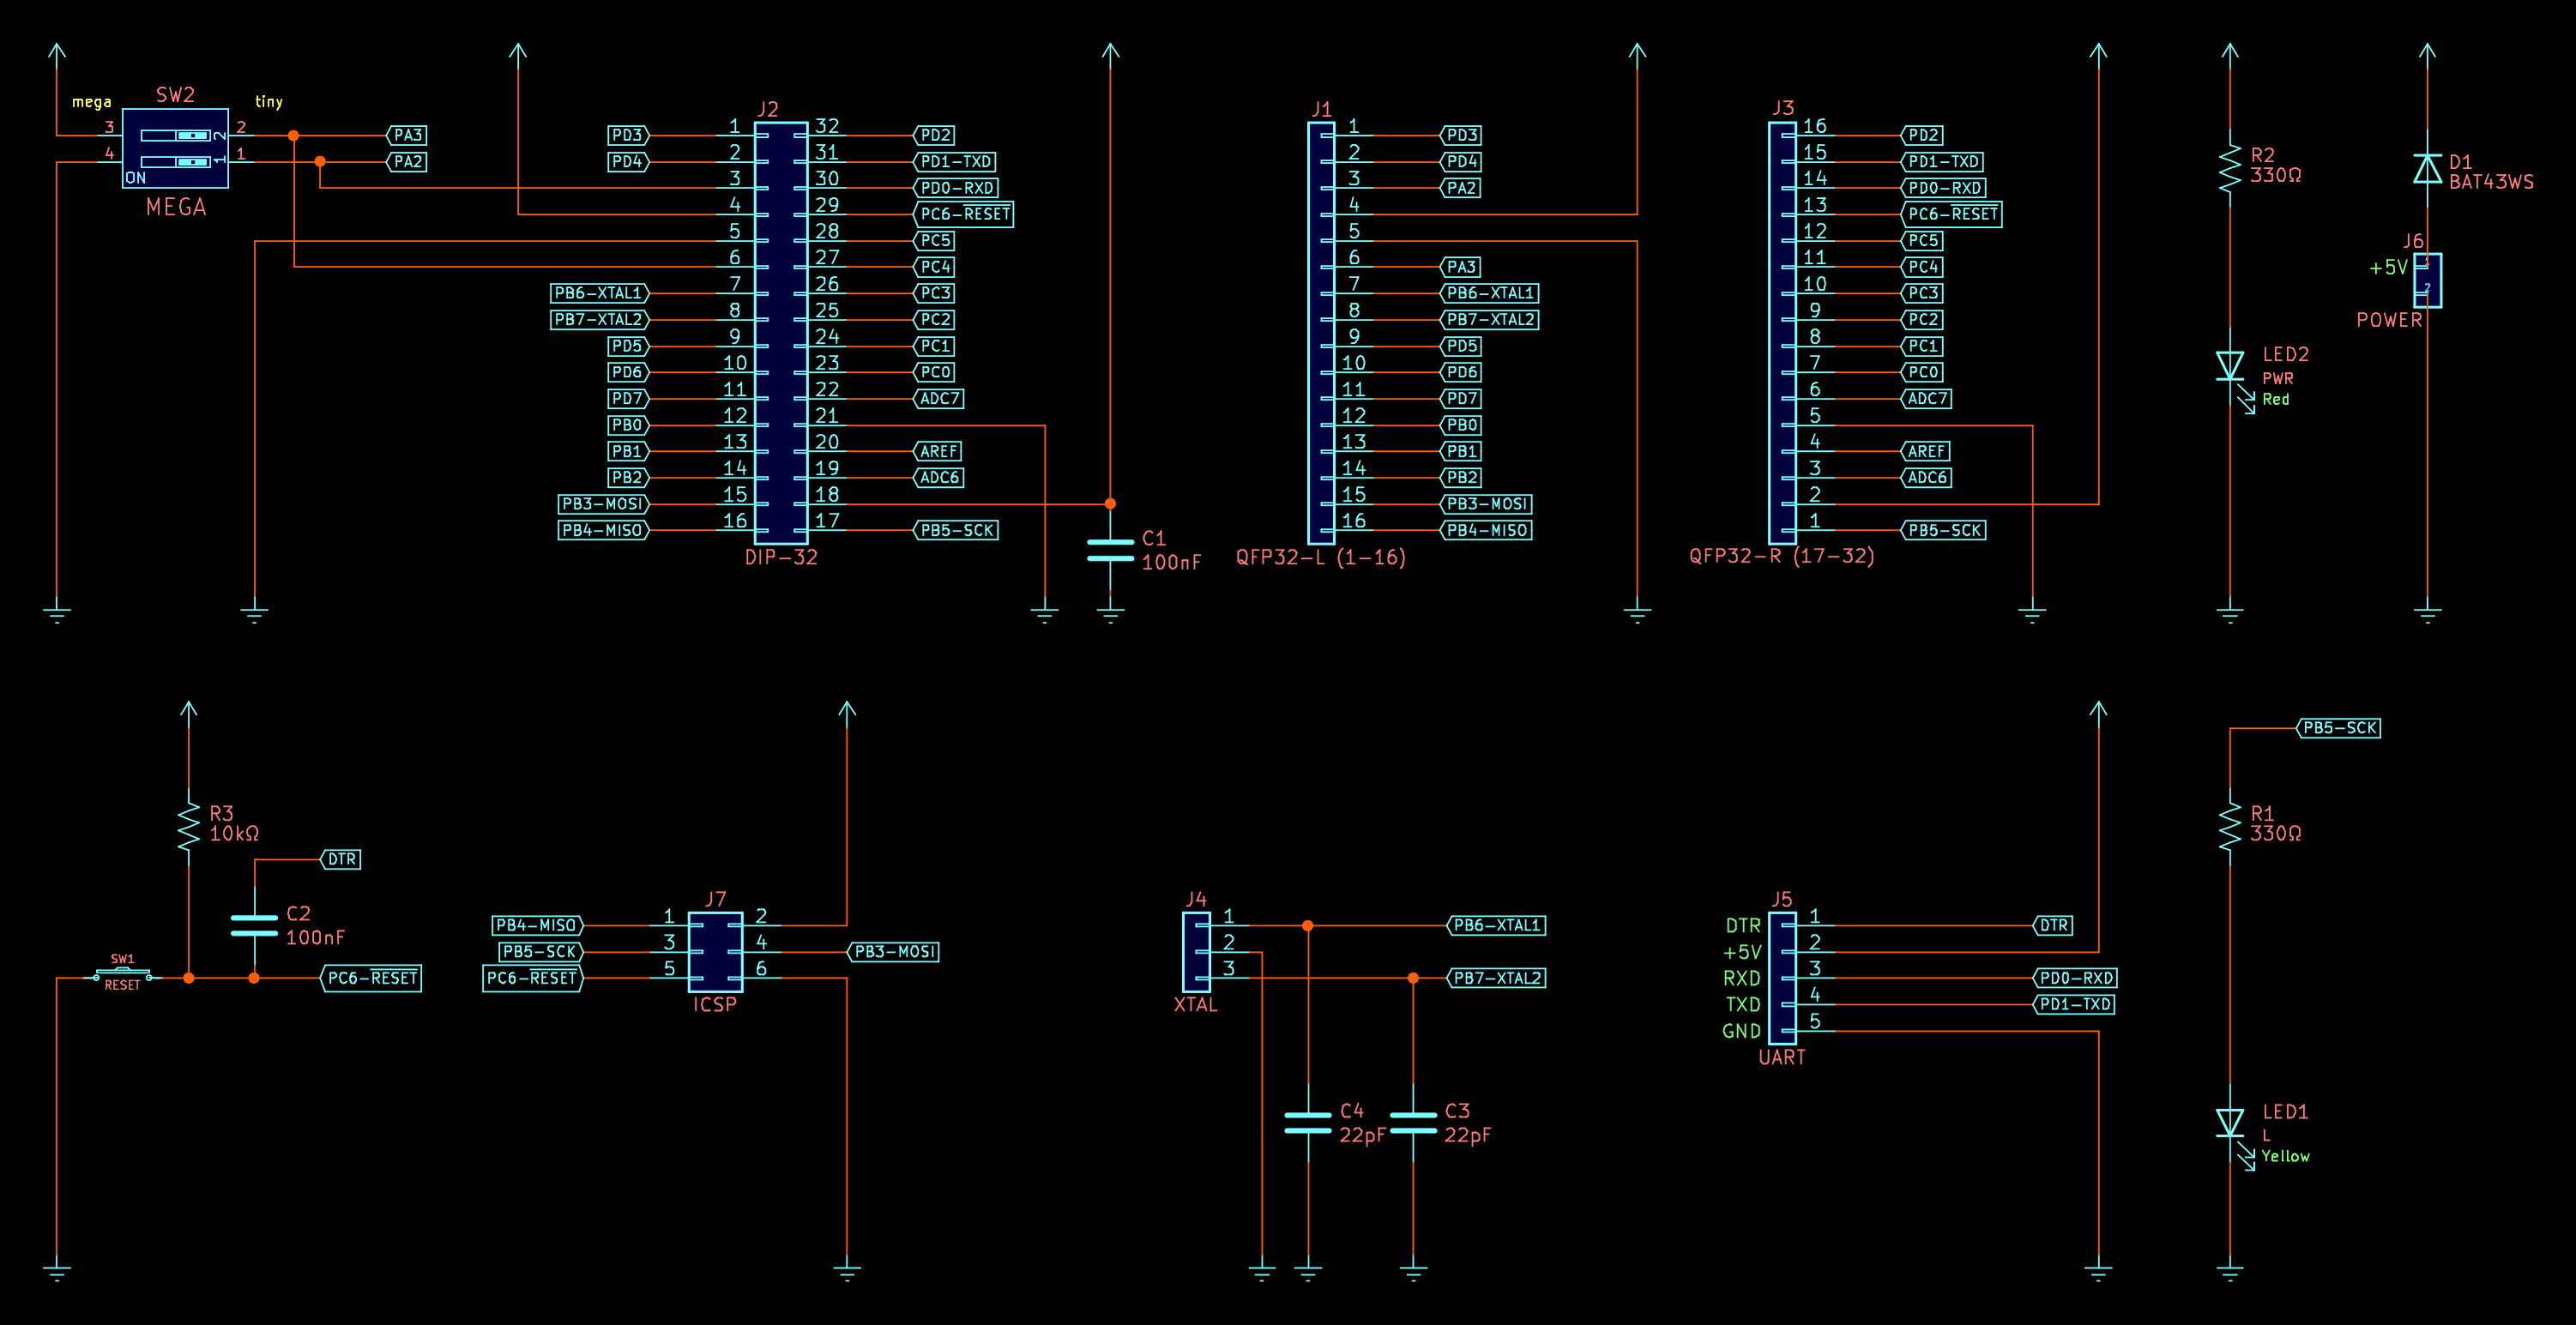 mega
SW2
tiny
3
4
2
1
2
1
ON
MEGA
PA3
PA2
J2
PD3 1 32 PD2
PD4 2 31 PD1-TXD
3 30 PD0-RXD
4 29 PC6-RESET
5 28 PC5
6 27 PC4
PB6-XTAL1 7 26 PC3
PB7-XTAL2 8 25 PC2
PD5 9 24 PC1
PD6 10 23 PC0
PD7 11 22 ADC7
PB0 12 21
PB1 13 20 AREF
PB2 14 19 ADC6
PB3-MOSI 15 18
PB4-MISO 16 17 PB5-SCK
DIP-32
C1
100nF
J1
1 PD3
2 PD4
3 PA2
4
5
6 PA3
7 PB6-XTAL1
8 PB7-XTAL2
9 PD5
10 PD6
11 PD7
12 PB0
13 PB1
14 PB2
15 PB3-MOSI
16 PB4-MISO
QFP32-L (1-16)
J3
16 PD2
15 PD1-TXD
14 PD0-RXD
13 PC6-RESET
12 PC5
11 PC4
10 PC3
9 PC2
8 PC1
7 PC0
6 ADC7
5
4 AREF
3 ADC6
2
1 PB5-SCK
QFP32-R (17-32)
R2
330Ω
LED2
PWR
Red
D1
BAT43WS
J6
+5V
1
2
POWER
R3
10kΩ
DTR
C2
100nF
SW1
RESET
PC6-RESET
J7
PB4-MISO 1 2
PB5-SCK 3 4 PB3-MOSI
PC6-RESET 5 6
ICSP
J4
1 PB6-XTAL1
2
3 PB7-XTAL2
XTAL
C4
22pF
C3
22pF
J5
DTR 1 DTR
+5V 2
RXD 3 PD0-RXD
TXD 4 PD1-TXD
GND 5
UART
PB5-SCK
R1
330Ω
LED1
L
Yellow